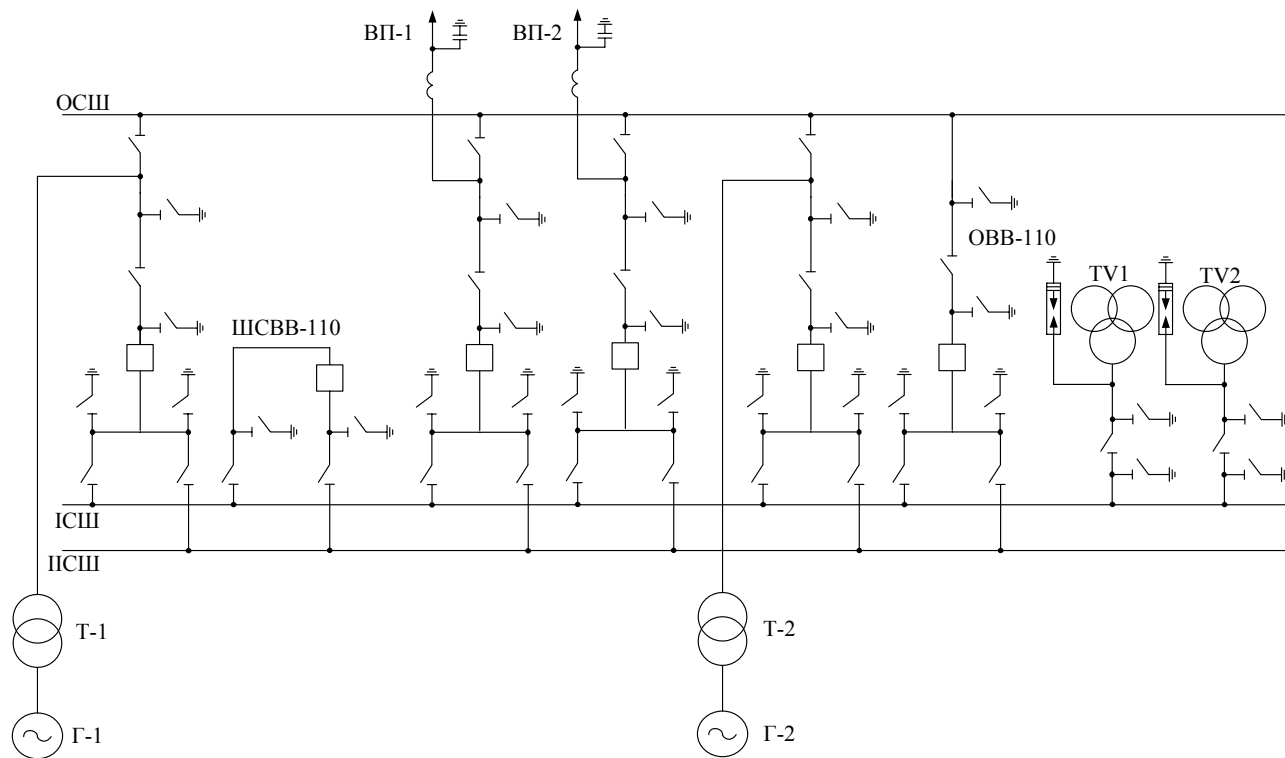 ВП-1
ВП-2
ОСШ
ОВВ-110
TV1
TV2
ШСВВ-110
ІСШ
ІІСШ
Т-1
Т-2
Г-1
Г-2